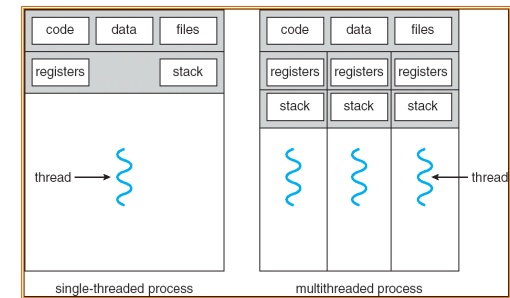 code data files
registers stack
thread
single-threaded process
code data files
registers registers registers
stack stack stack
thread
multithreaded process